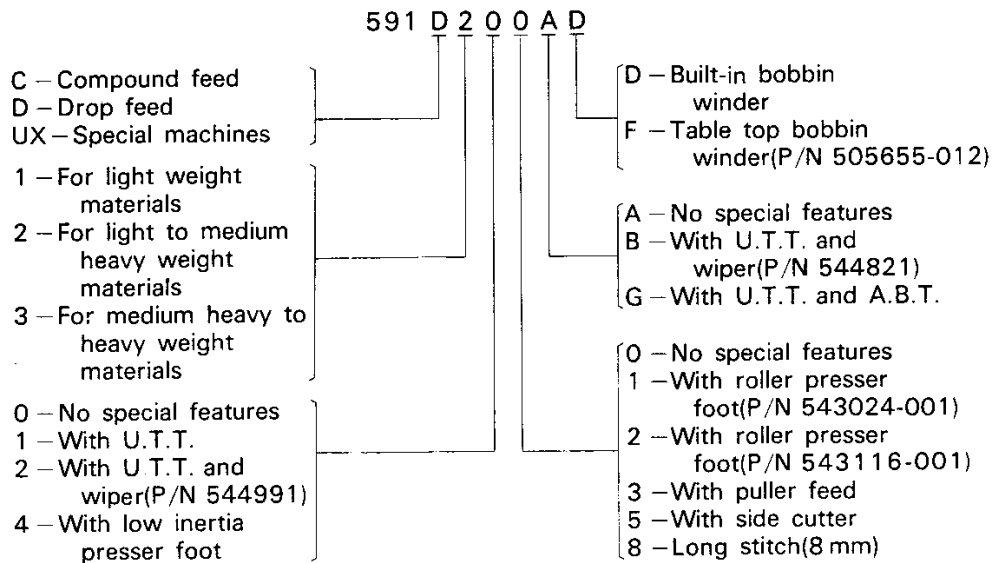 591 D 2 0 0 A D
C – Compound feed
D – Drop feed
UX – Special machines
1 – For light weight
materials
2 – For light to medium
heavy weight
materials
3 – For medium heavy to
heavy weight
materials
0 – No special features
1 – With U.T.T.
2 – With U.T.T. and
wiper(P/N 544991)
4 – With low inertia
presser foot
D – Built-in bobbin
winder
F – Table top bobbin
winder(P/N 505655-012)
A – No special features
B – With U.T.T. and
wiper(P/N 544821)
G – With U.T.T. and A.B.T.
0 – No special features
1 – With roller presser
foot(P/N 543024-001)
2 – With roller presser
foot(P/N 543116-001)
3 – With puller feed
5 – With side cutter
8 – Long stitch(8 mm)